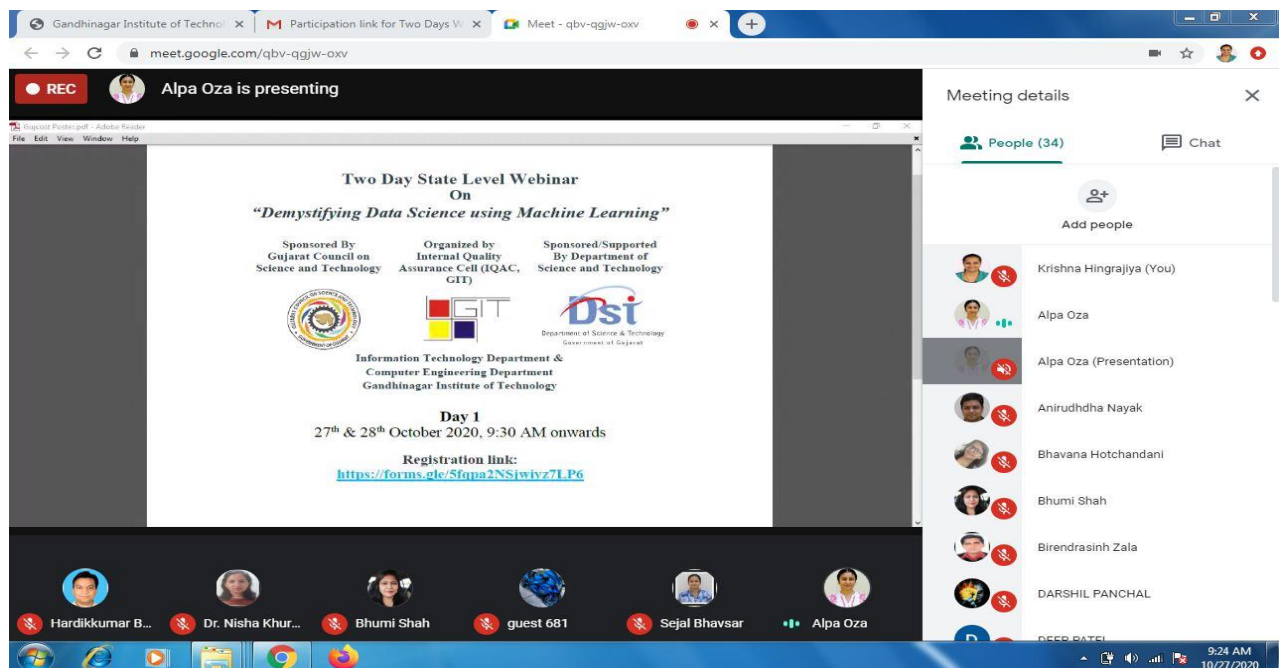 Gandhinagar Institute of Technol
Participation link for Two Days W
Meet - qbv-qgjw-oxv
meet.google.com/qbv-qgjw-oxv
REC
Alpa Oza is presenting
Gujcost Poster.pdf - Adobe Reader
File Edit View Window Help
Two Day State Level Webinar
On
“Demystifying Data Science using Machine Learning”
Sponsored By
Gujarat Council on
Science and Technology
Organized by
Internal Quality
Assurance Cell (IQAC,
GIT)
Sponsored/Supported
By Department of
Science and Technology
GIT
Dst
Department of Science & Technology
Government of Gujarat
Information Technology Department &
Computer Engineering Department
Gandhinagar Institute of Technology
Day 1
27th & 28th October 2020, 9:30 AM onwards
Registration link:
https://forms.gle/5fqpa2NSjwivz7LP6
Hardikkumar B...
Dr. Nisha Khur...
Bhumi Shah
guest 681
Sejal Bhavsar
Alpa Oza
Meeting details
People (34)
Chat
Add people
Krishna Hingrajiya (You)
Alpa Oza
Alpa Oza (Presentation)
Anirudhdha Nayak
Bhavana Hotchandani
Bhumi Shah
Birendrasinh Zala
DARSHIL PANCHAL
D
DEEP PATEL
9:24 AM
10/27/2020